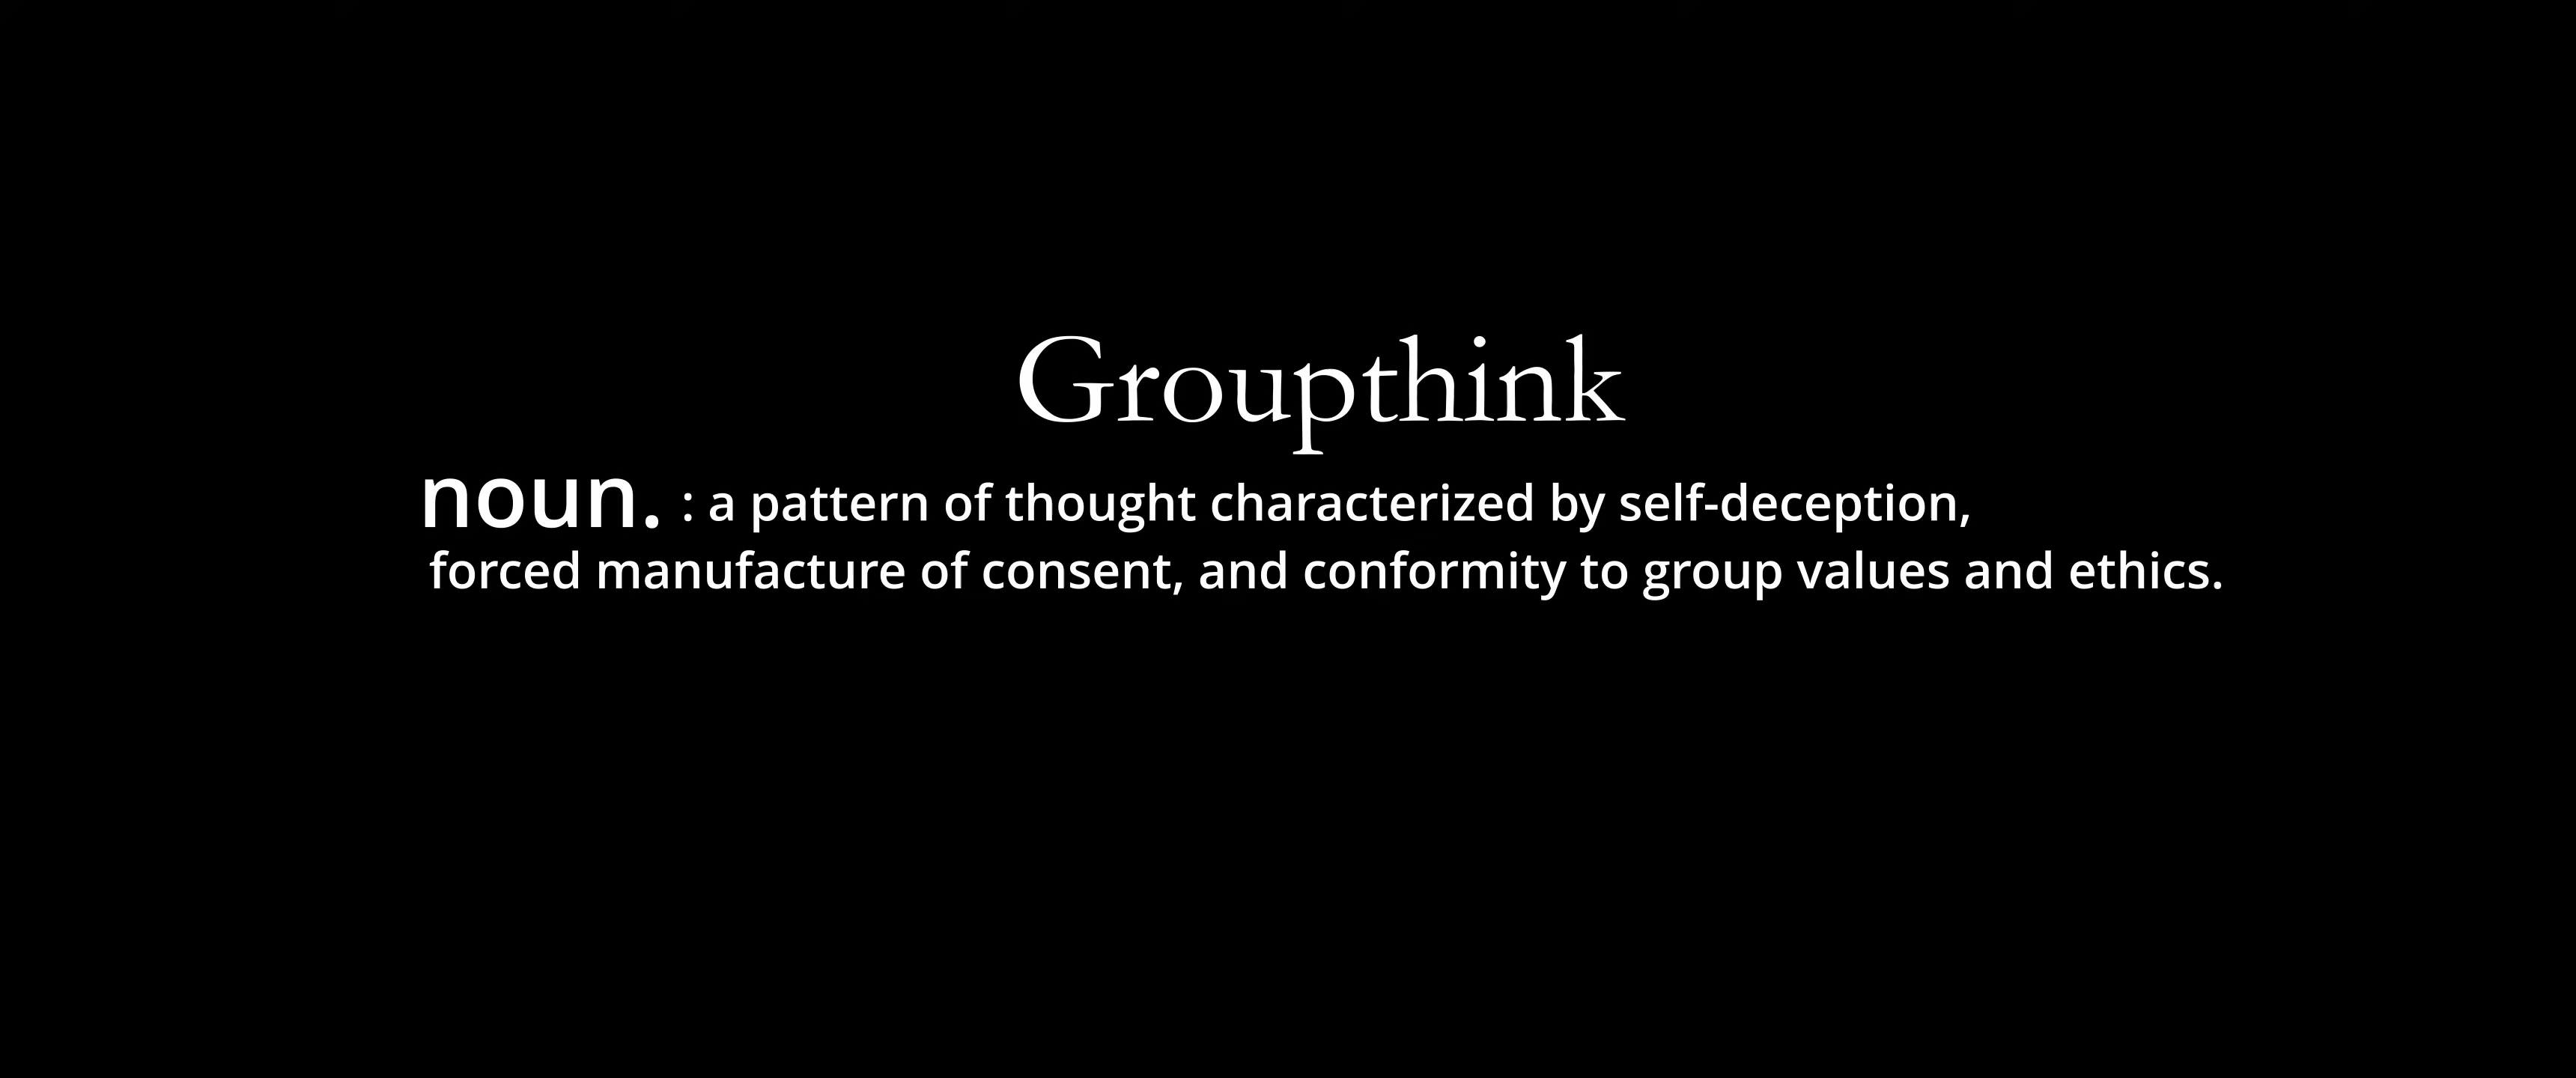 Groupthink
noun. : a pattern of thought characterized by self-deception,
forced manufacture of consent, and conformity to group values and ethics.